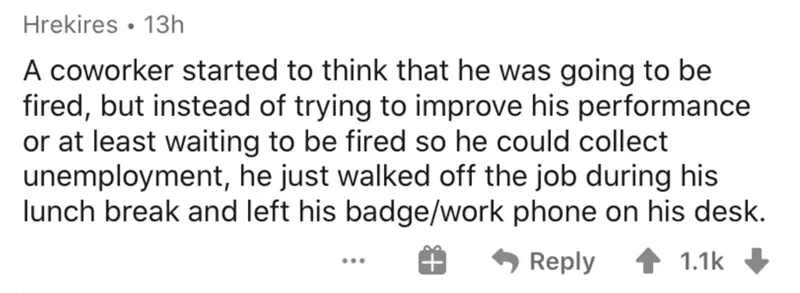 Hrekires • 13h
A coworker started to think that he was going to be
fired, but instead of trying to improve his performance
or at least waiting to be fired so he could collect
unemployment, he just walked off the job during his
lunch break and left his badge/work phone on his desk.
Reply 1.1k